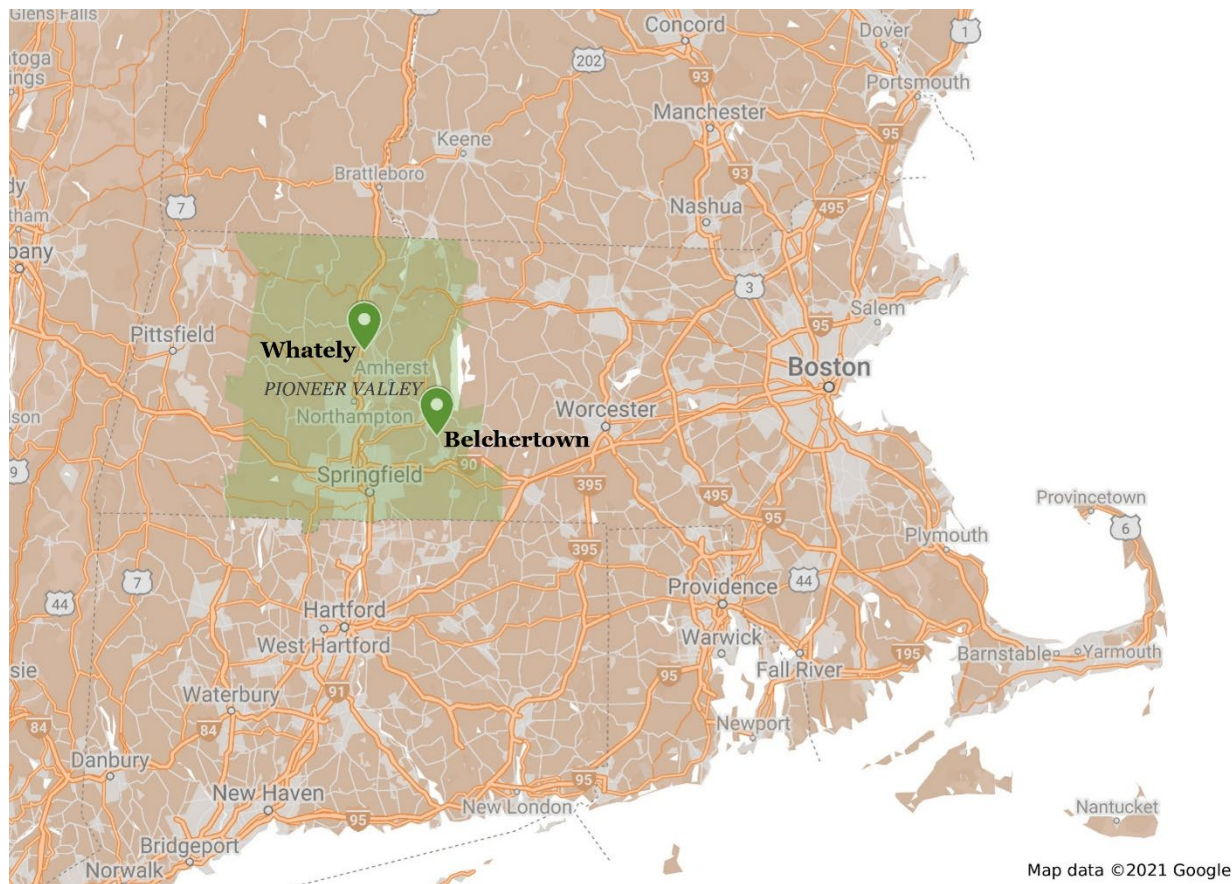 Glens Falls
Concord
Dover
1
202
93
Portsmouth
Manchester
95
Keene
Brattleboro
93
7
Nashua
495
3
Salem
95
Pittsfield
Whately
Amherst
Boston
PIONEER VALLEY
Northampton
Worcester
Belchertown
90
9
Springfield
395
495
95
Provincetown
6
Plymouth
395
7
44
Providence
44
Hartford
West Hartford
Warwick
Fall River
195
Barnstable
Yarmouth
95
91
Waterbury
84
84
Newport
Danbury
95
New Haven
New London
95
Nantucket
Bridgeport
Norwalk
Map data ©2021 Google